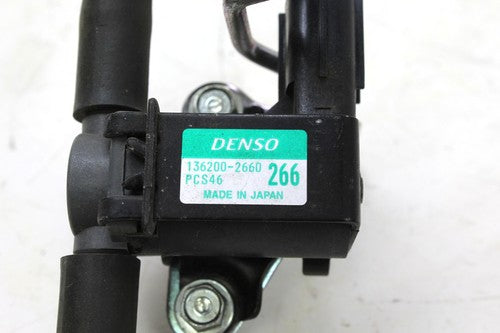 DENSO
136200-2660
PCS46 266
MADE IN JAPAN